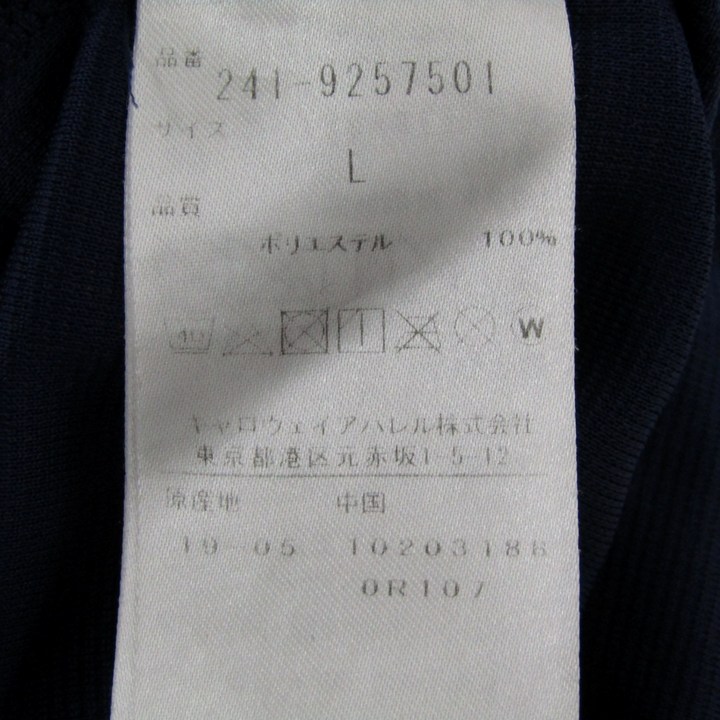 品番
241-9257501
サイズ
L
品質
ポリエステル 100%
40 W
キャロウェイアパレル株式会社
東京都港区元赤坂1-5-12
原産地 中国
19-05 1020318B
0R107